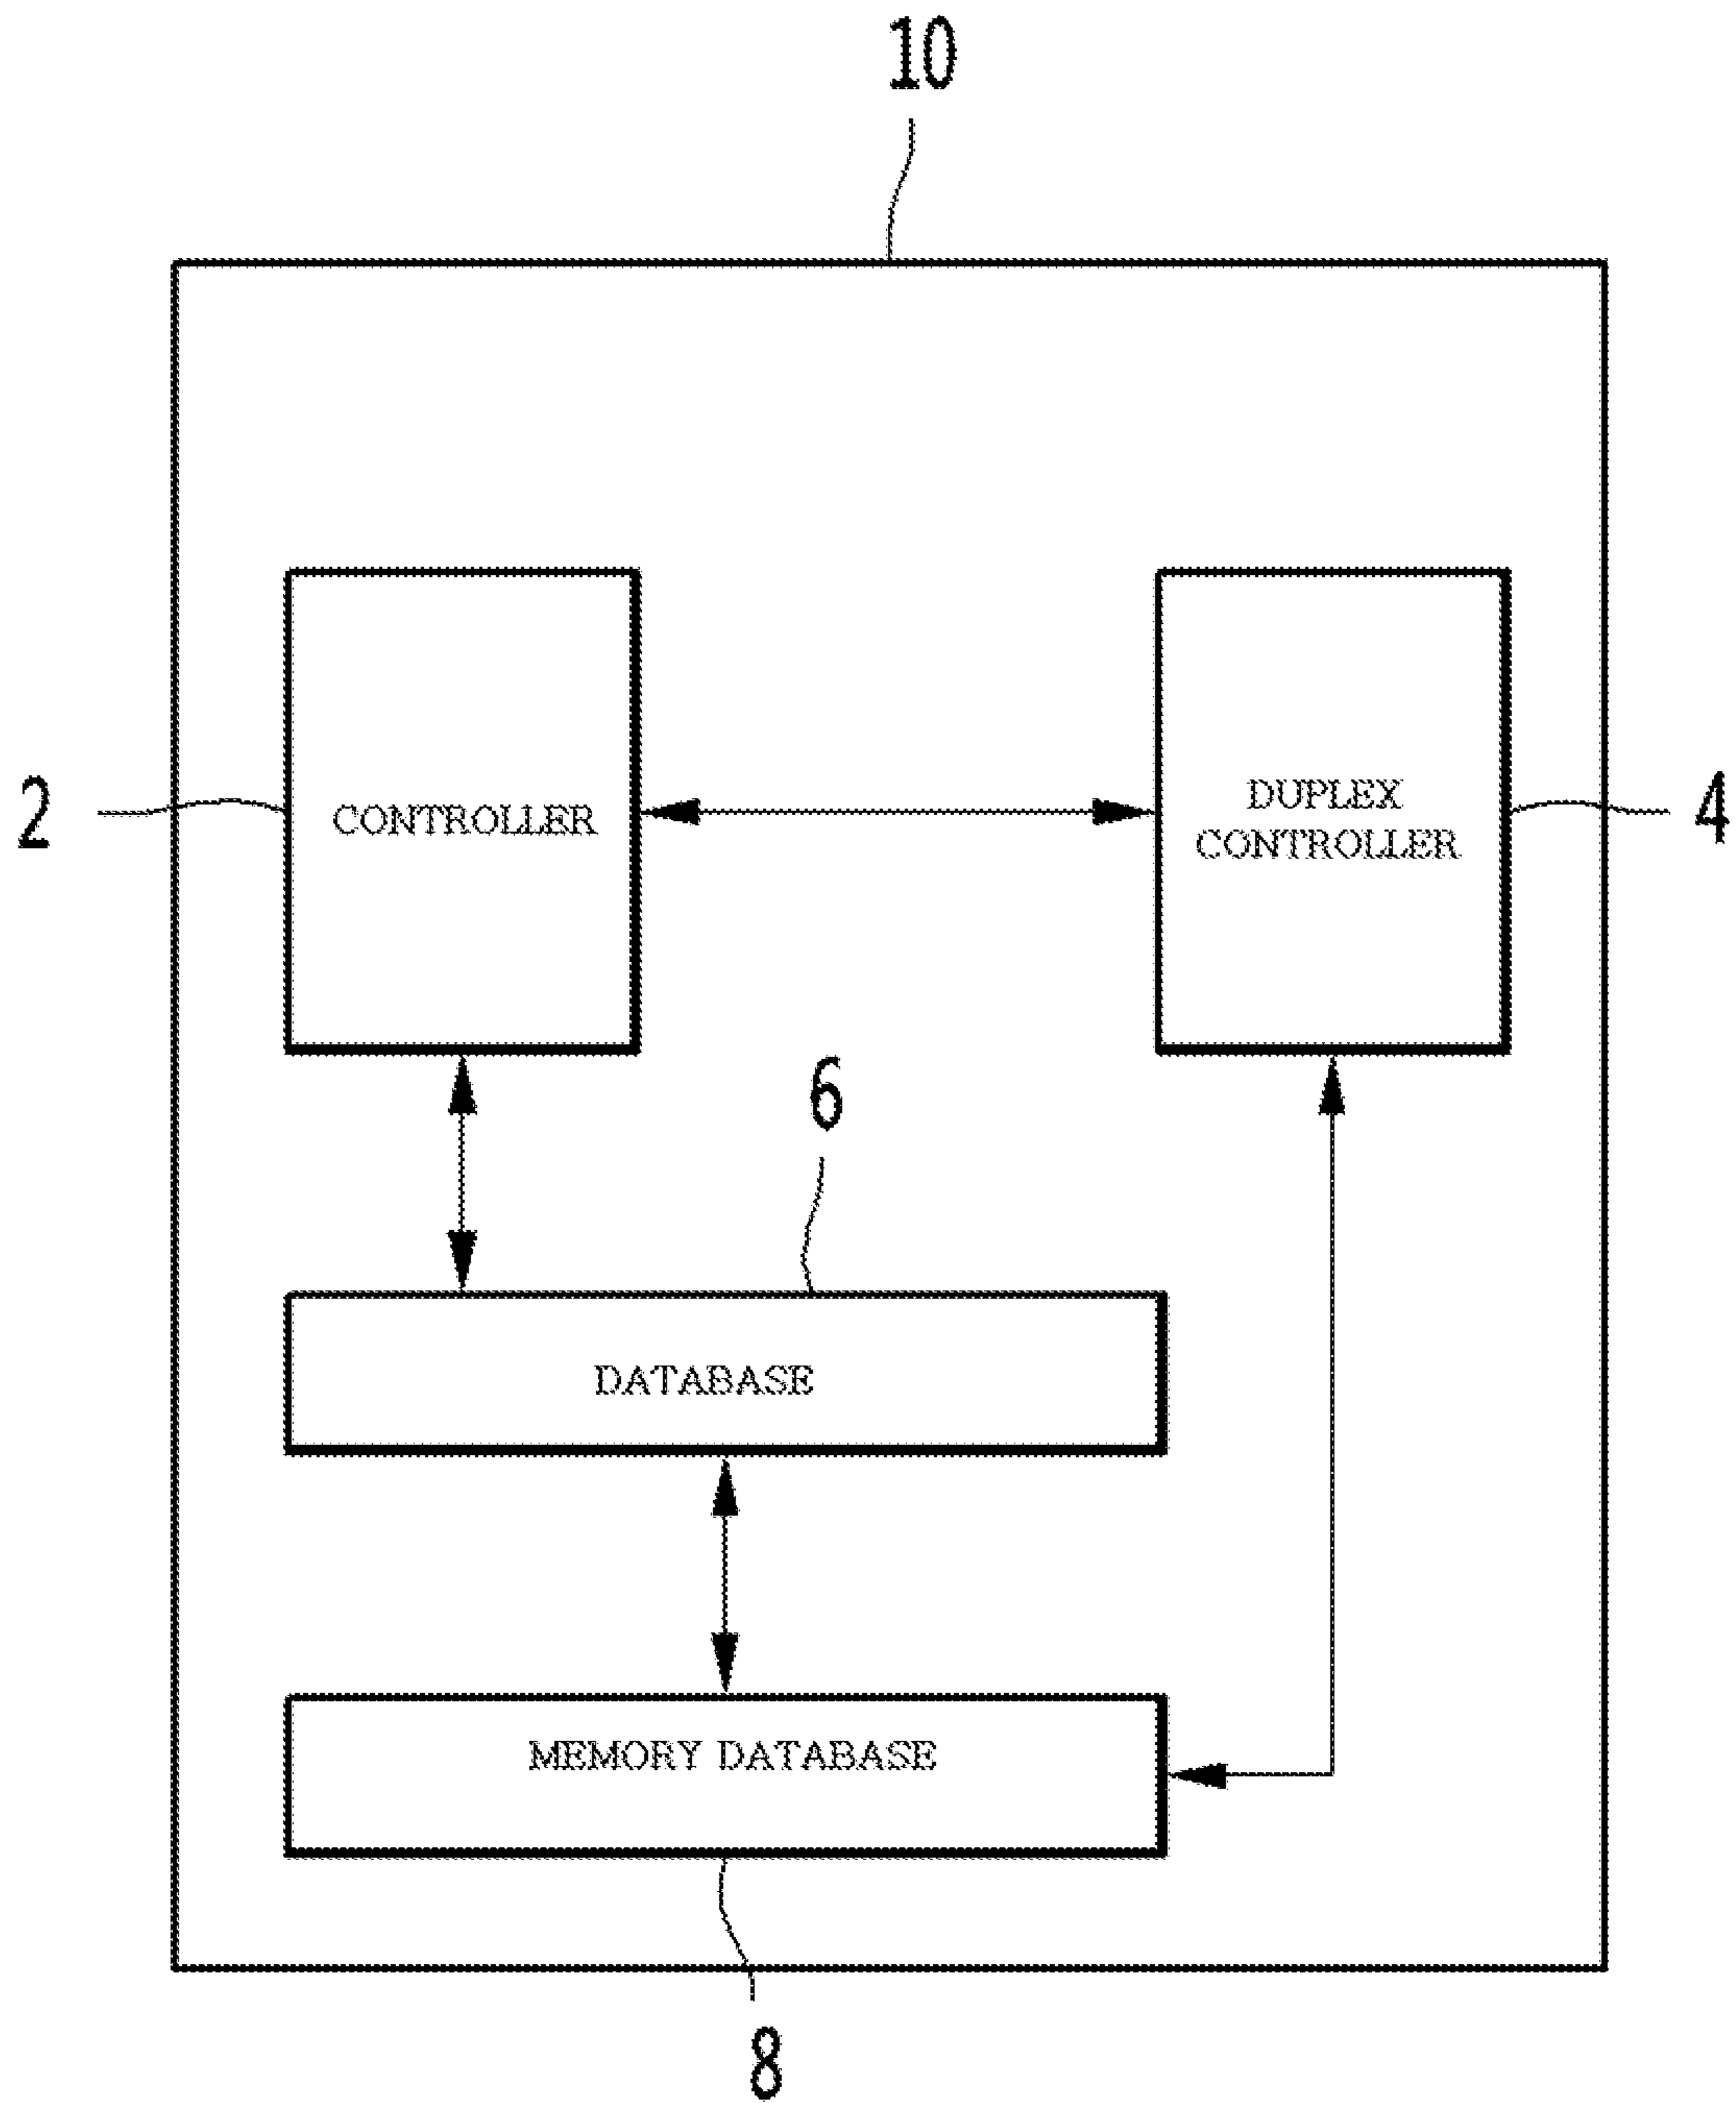 10
2
CONTROLLER
DUPLEX
CONTROLLER
4
6
DATABASE
MEMORY DATABASE
8